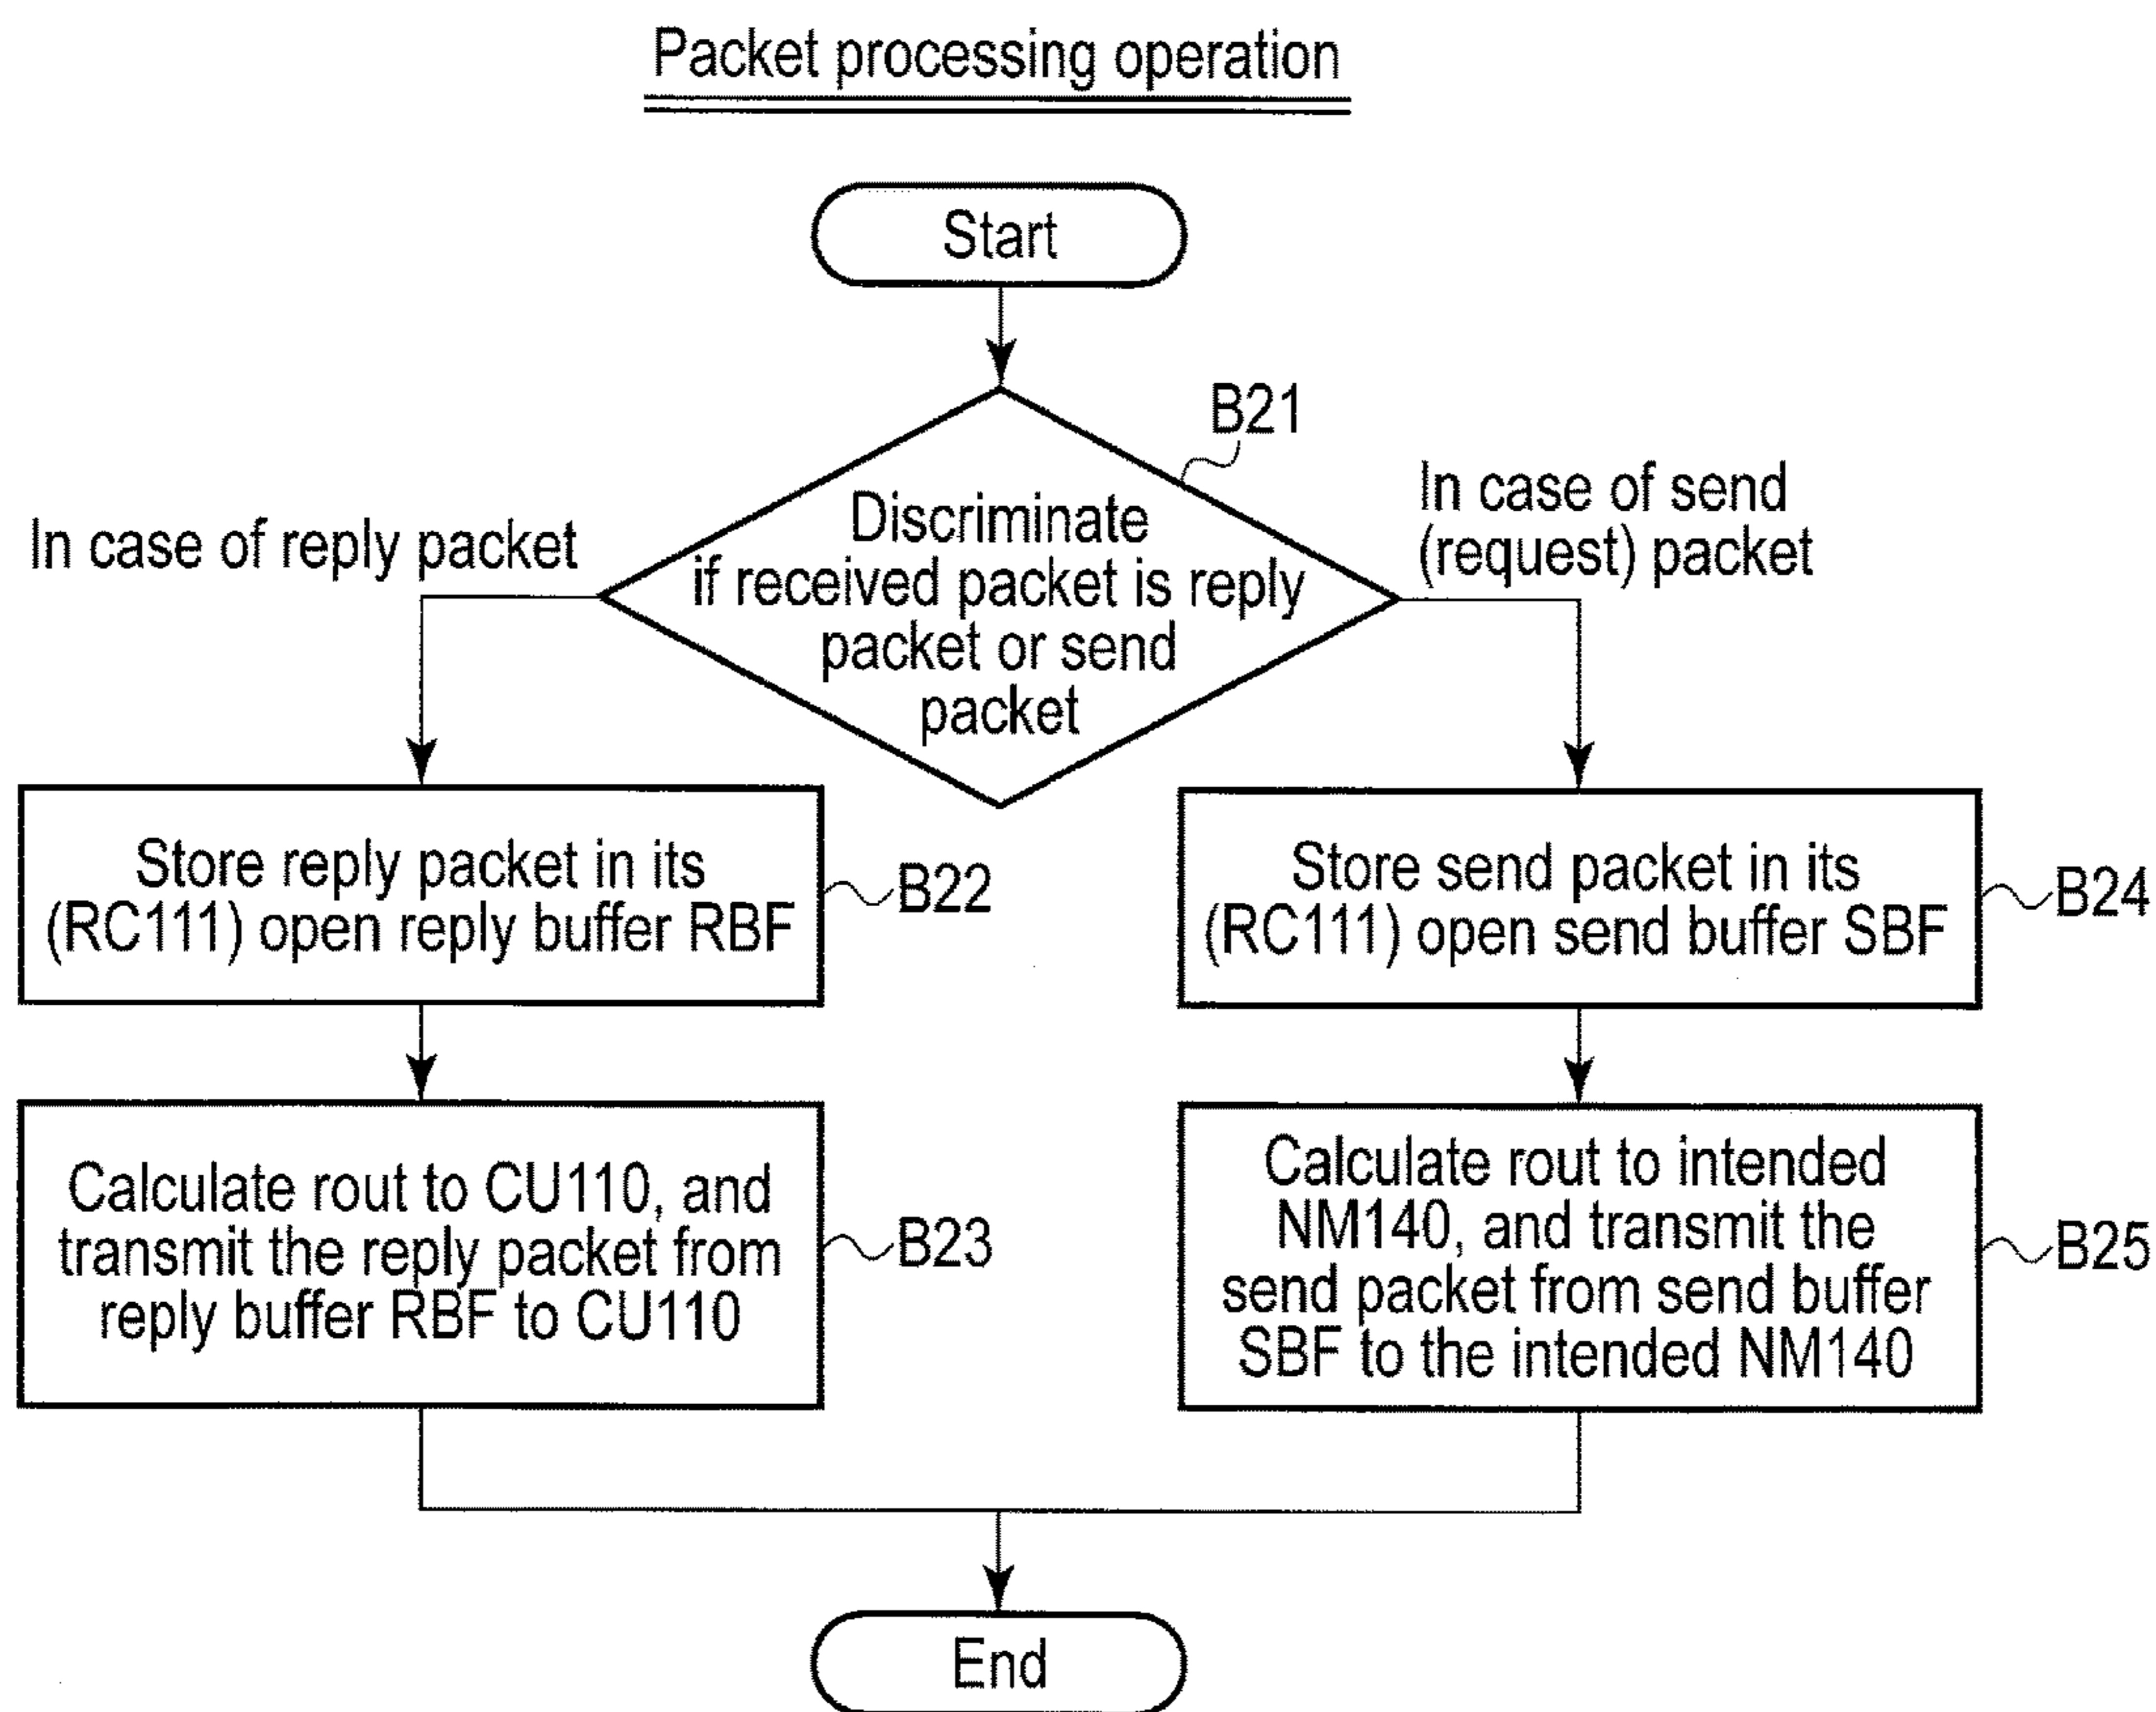 Packet processing operation
Start
B21
Discriminate
if received packet is reply
packet or send
packet
In case of reply packet
In case of send
(request) packet
Store reply packet in its
(RC111) open reply buffer RBF
B22
Store send packet in its
(RC111) open send buffer SBF
B24
Calculate rout to CU110, and
transmit the reply packet from
reply buffer RBF to CU110
B23
Calculate rout to intended
NM140, and transmit the
send packet from send buffer
SBF to the intended NM140
B25
End